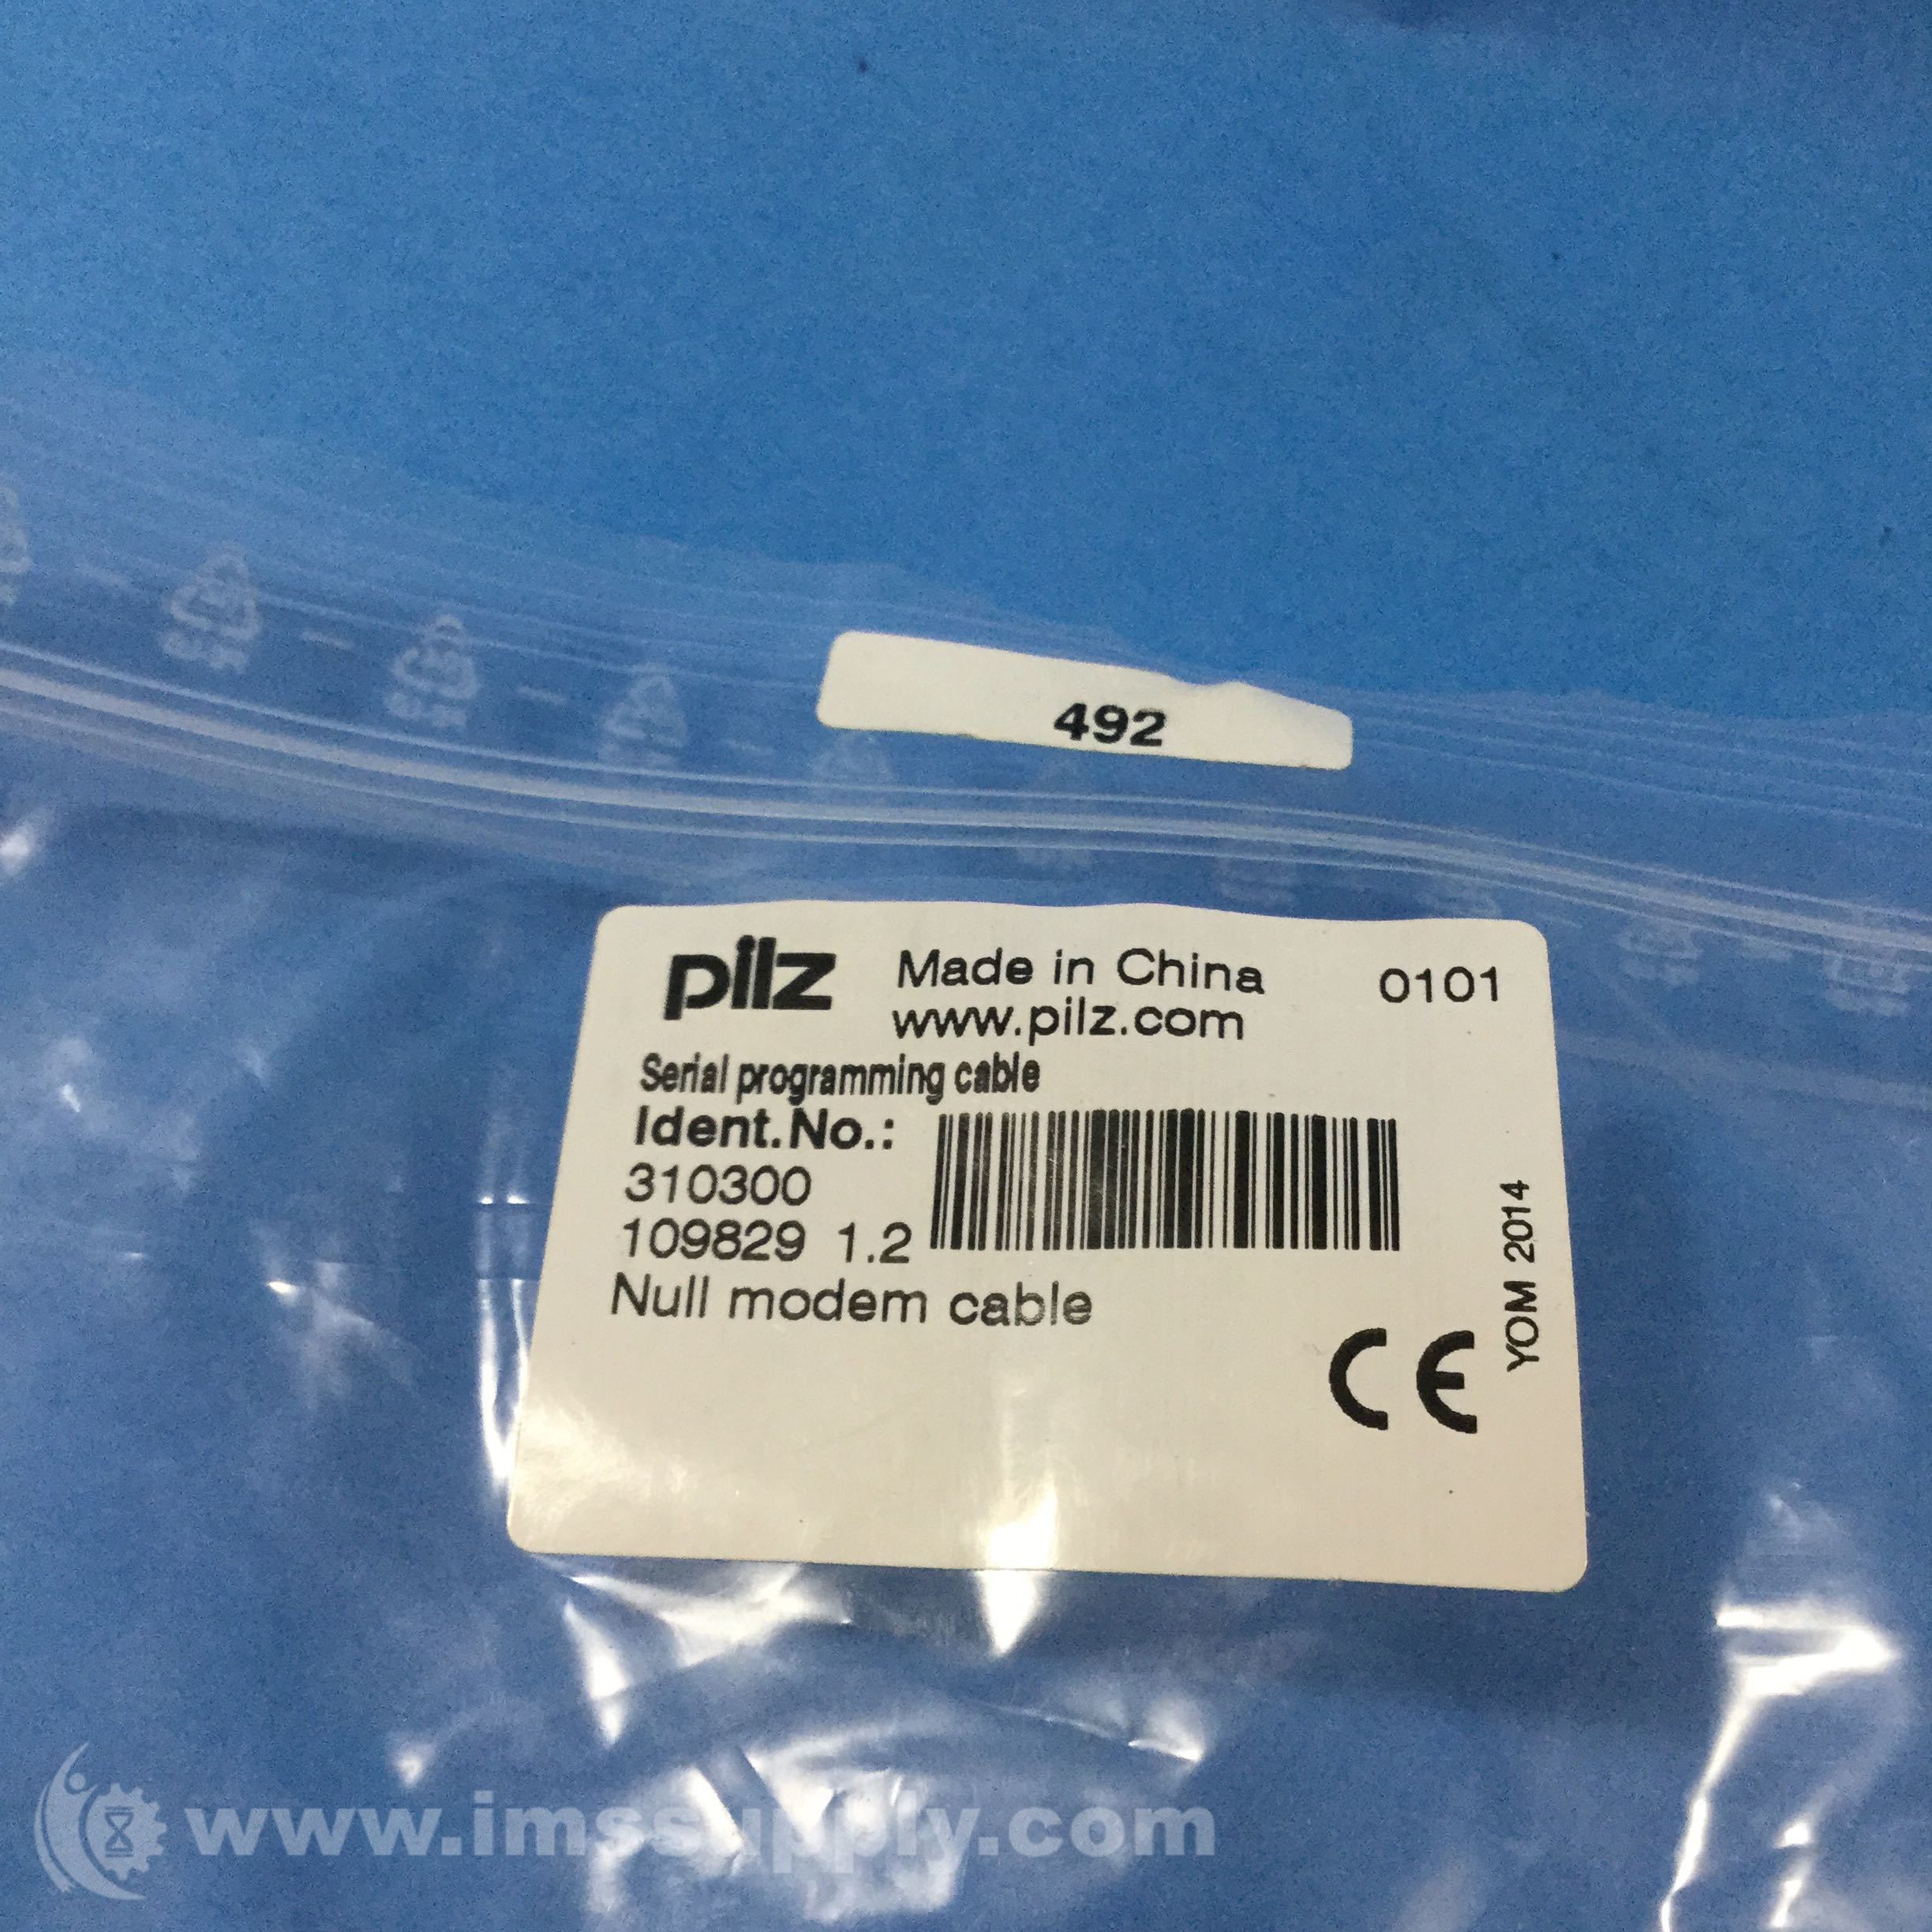 492
pilz Made in China 0101
www.pilz.com
Serial programming cable
Ident.No.:
310300
109829 1.2
Null modem cable
YOM 2014
CE
www.imssupply.com